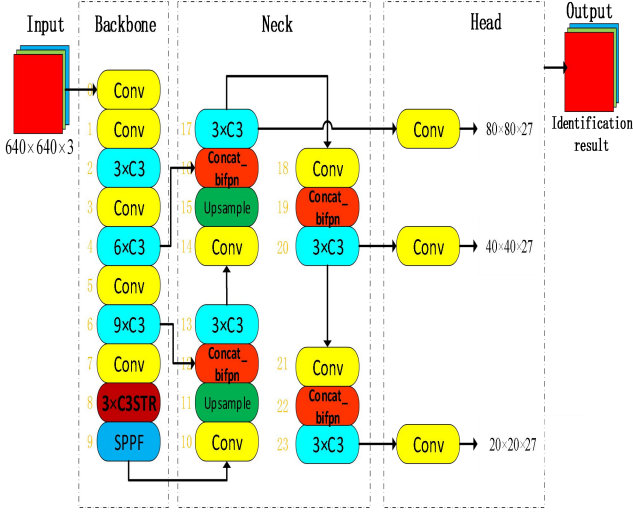 Input
Backbone
Neck
Head
Output
640×640×3
0
Conv
1
Conv
2
3×C3
3
Conv
4
6×C3
5
Conv
6
9×C3
7
Conv
8
3×C3STR
9
SPPF
17
3×C3
16
Concat_
bifpn
15
Upsample
14
Conv
13
3×C3
12
Concat_
bifpn
11
Upsample
10
Conv
18
Conv
19
Concat_
bifpn
20
3×C3
21
Conv
22
Concat_
bifpn
23
3×C3
Conv
80×80×27
Conv
40×40×27
Conv
20×20×27
Identification
result